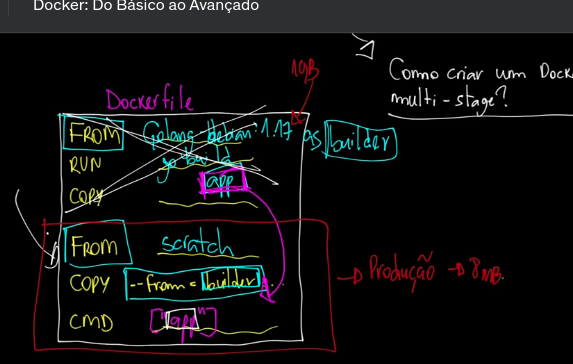 Docker: Do Básico ao Avançado
Como criar um Dock
multi-stage?
1GB
Dockerfile
FROM Golang-debian:1.17 as builder
RUN go build
COPY app
FROM scratch
COPY --from=builder . .
CMD ["app"]
→ Produção → 8MB.